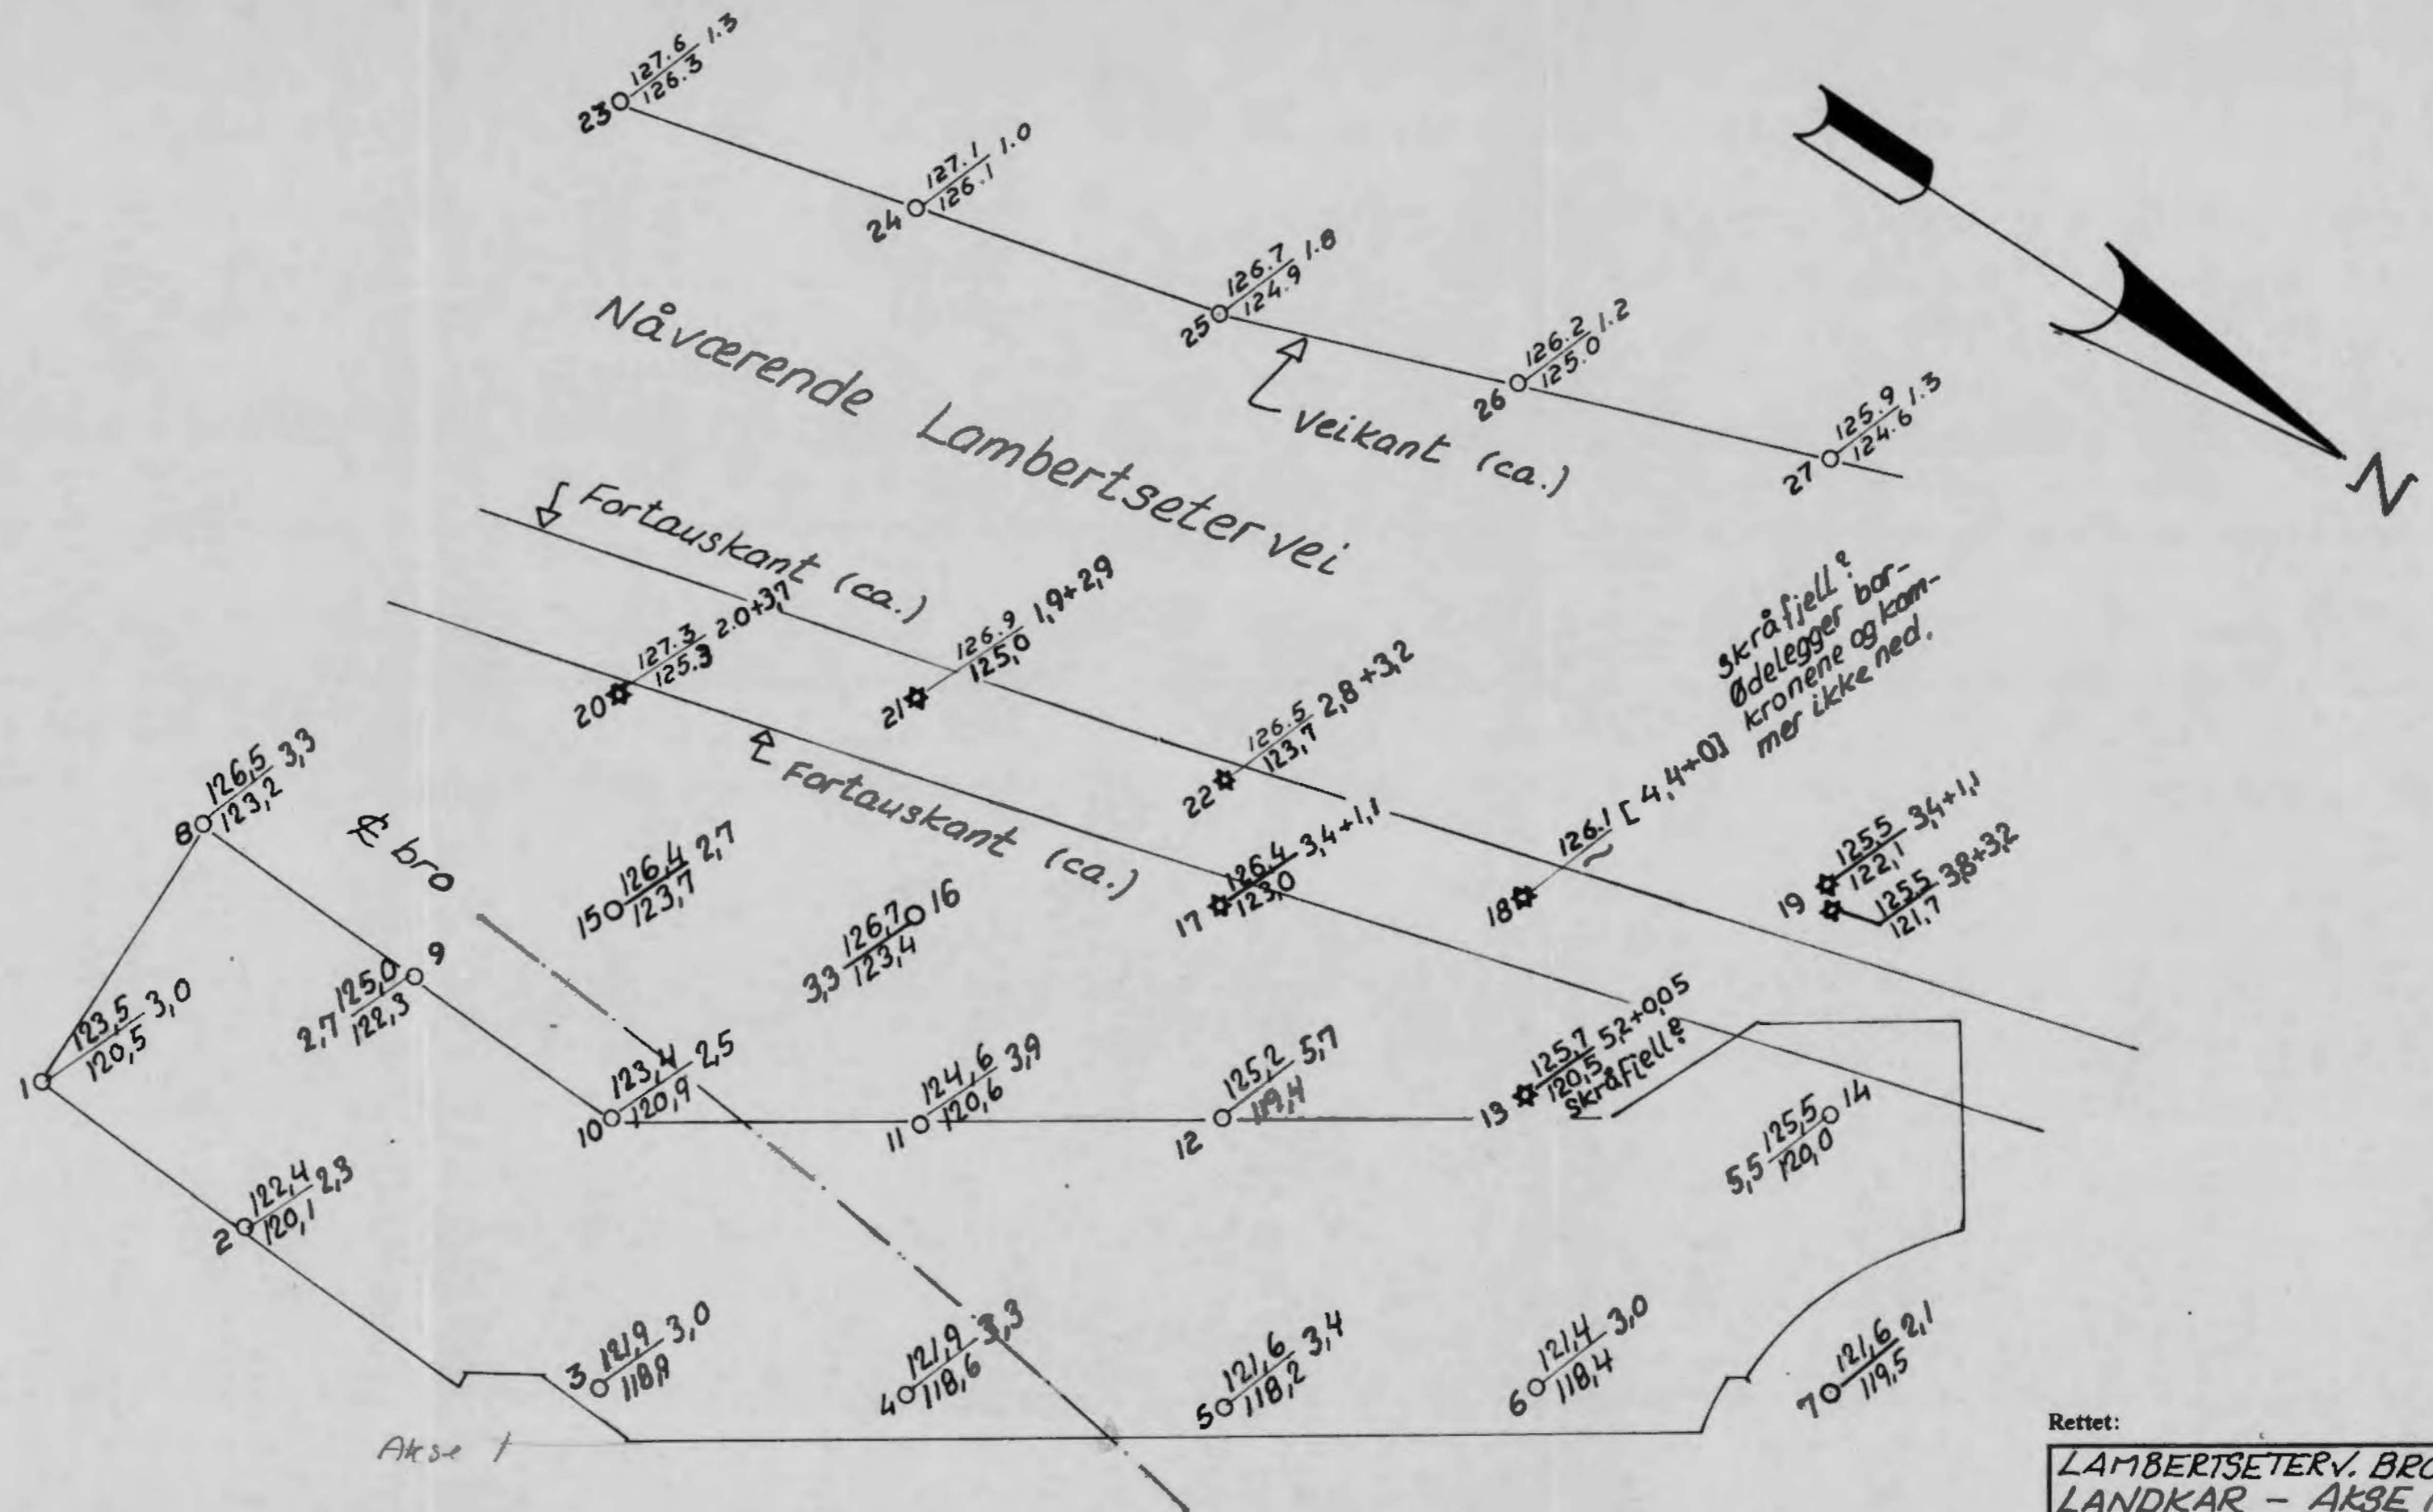 23 127.6 1.3
126.3
24 127.1 1.0
126.1
25 126.7 1.8
124.9
26 126.2 1.2
125.0
27 125.9 1.3
124.6
N
Nåværende Lambertseter vei
Veikant (ca.)
Fortauskant (ca.)
20 127.3 2.0+3,7
125.3
21 126.9 1,9+2,9
125,0
22 126.5 2,8+3,2
123,7
Fortauskant (ca.)
Skråfjell?
Ødelegger bor-
kronene og kom-
mer ikke ned.
18 126.1 [4,4+0]
~
17 126,4 3,4+1,1
123,0
19 125,5 3,4+1,1
122,1
125,5 3,8+3,2
121,7
8 126,5 3,3
123,2
₢ bro
15 126,4 2,7
123,7
3,3 126,7 16
123,4
2,7 125,0 9
122,3
1 123,5 3,0
120,5
10 123,4 2,5
120,9
11 124,6 3,9
120,6
12 125,2 5,7
119,4
13 125,7 5,2+0,05
120,5
Skråfjell?
5,5 125,5 14
120,0
2 122,4 2,3
120,1
3 121,9 3,0
118,9
4 121,9 3,3
118,6
5 121,6 3,4
118,2
6 121,4 3,0
118,4
7 121,6 2,1
119,5
Akse 1
Rettet:
LAMBERTSETERV. BRO
LANDKAR - AKSE